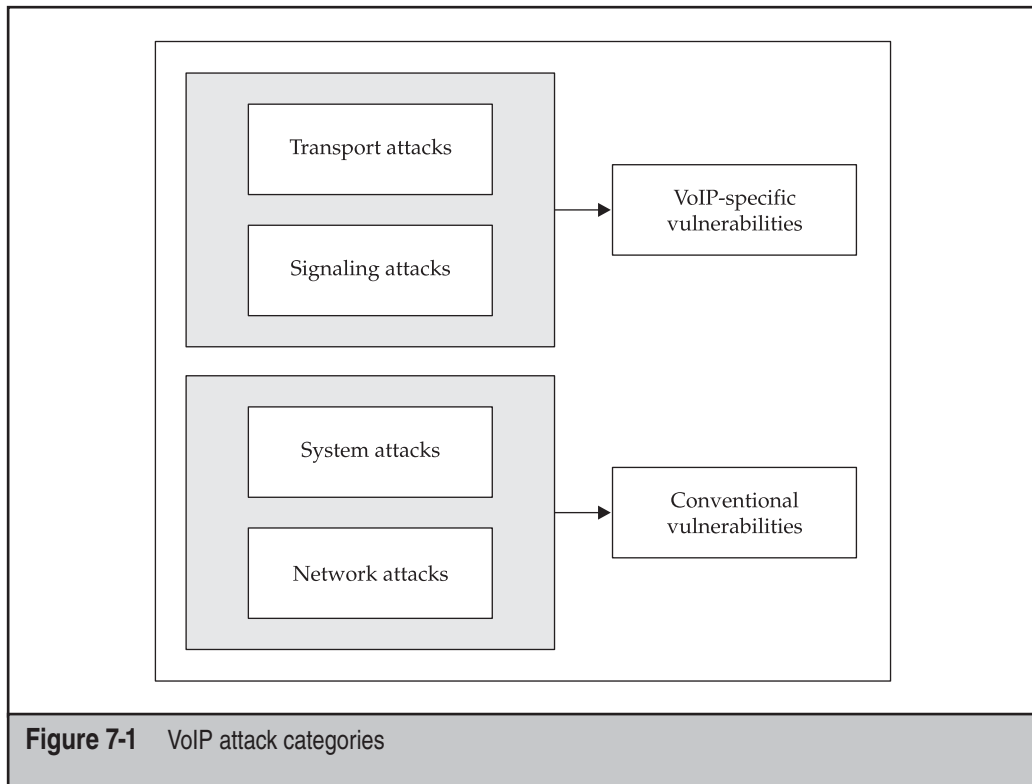 Transport attacks
Signaling attacks
VoIP-specific
vulnerabilities
System attacks
Network attacks
Conventional
vulnerabilities
Figure 7-1 VoIP attack categories